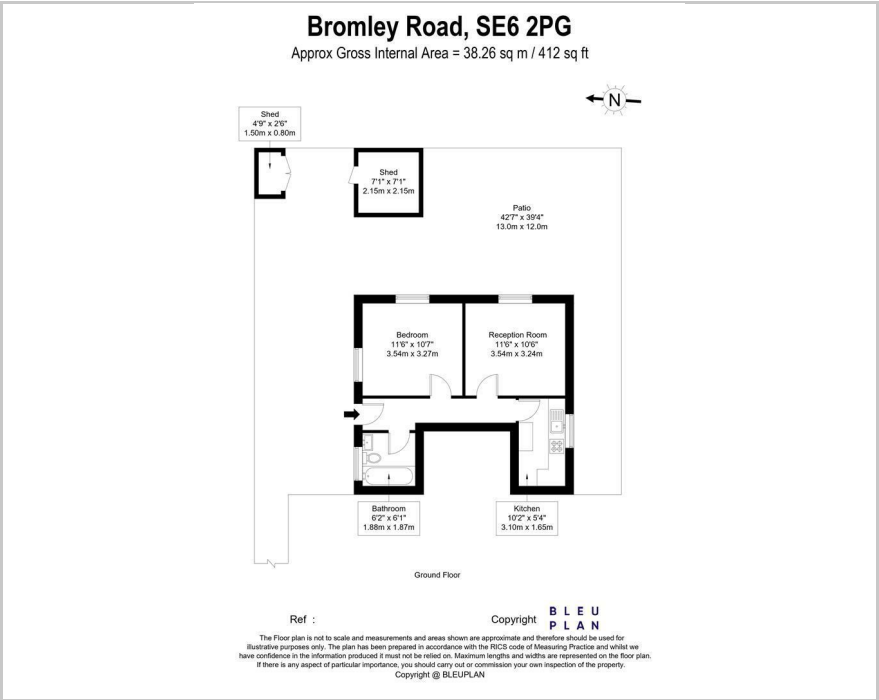 Bromley Road, SE6 2PG
Approx Gross Internal Area = 38.26 sq m / 412 sq ft
N
Shed
4'9" x 2'6"
1.50m x 0.80m
Shed
7'1" x 7'1"
2.15m x 2.15m
Patio
42'7" x 39'4"
13.0m x 12.0m
Bedroom
11'6" x 10'7"
3.54m x 3.27m
Reception Room
11'6" x 10'6"
3.54m x 3.24m
Bathroom
6'2" x 6'1"
1.88m x 1.87m
Kitchen
10'2" x 5'4"
3.10m x 1.65m
Ground Floor
Ref :
Copyright
BLEU
PLAN
The Floor plan is not to scale and measurements and areas shown are approximate and therefore should be used for
illustrative purposes only. The plan has been prepared in accordance with the RICS code of Measuring Practice and whilst we
have confidence in the information produced it must not be relied on. Maximum lengths and widths are represented on the floor plan.
If there is any aspect of particular importance, you should carry out or commission your own inspection of the property.
Copyright @ BLEUPLAN